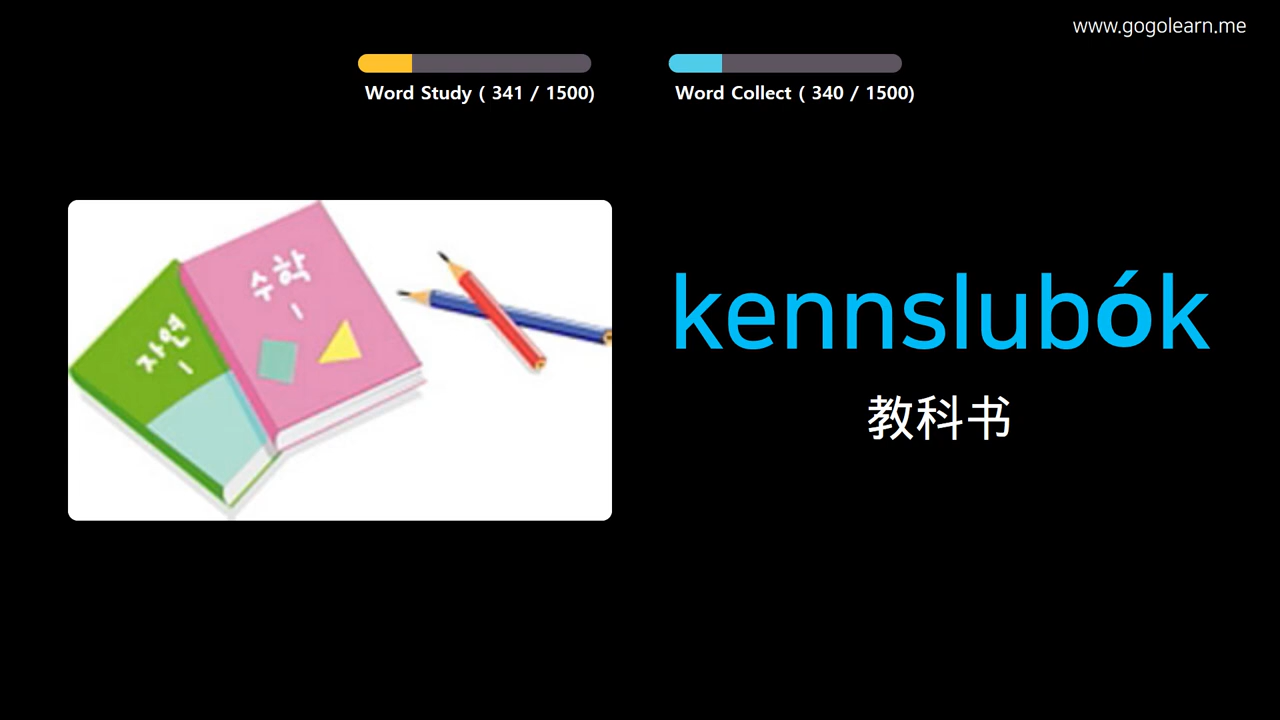 www.gogolearn.me
Word Study ( 341 / 1500)
Word Collect ( 340 / 1500)
수학
1
자연
1
kennslubók
教科书